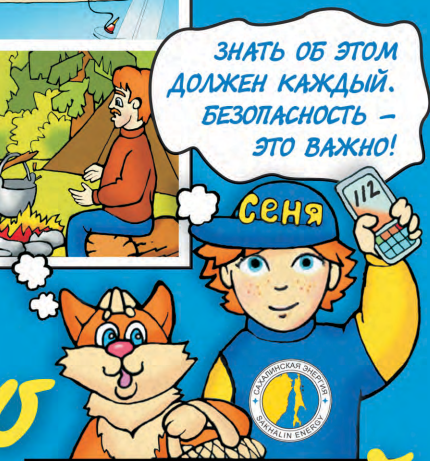 ЗНАТЬ ОБ ЭТОМ
ДОЛЖЕН КАЖДЫЙ.
БЕЗОПАСНОСТЬ –
ЭТО ВАЖНО!
112
Сеня
САХАЛИНСКАЯ ЭНЕРГИЯ
SAKHALIN ENERGY